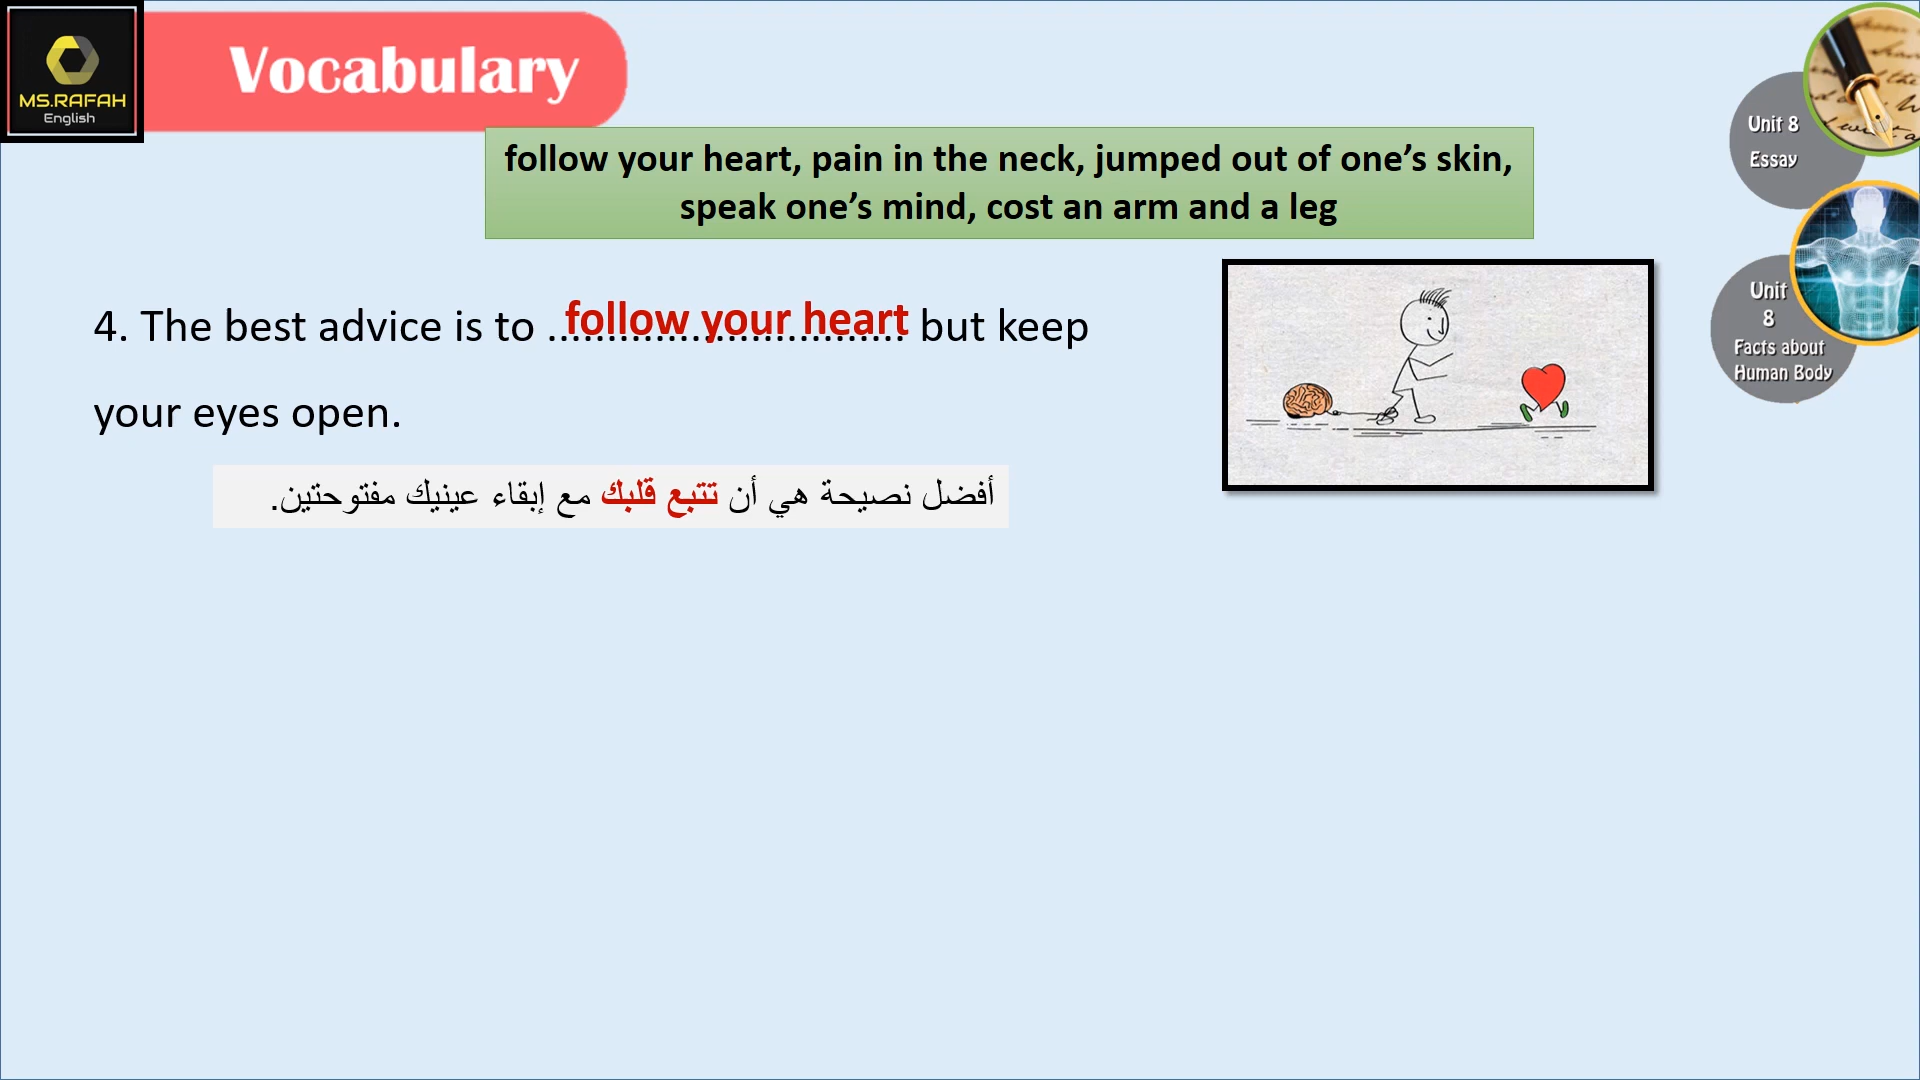 MS.RAFAH
English
Vocabulary
follow your heart, pain in the neck, jumped out of one’s skin,
speak one’s mind, cost an arm and a leg
Unit 8
Essay
4. The best advice is to .............................. but keep
follow your heart
your eyes open.
أفضل نصيحة هي أن تتبع قلبك مع إبقاء عينيك مفتوحتين.
Unit
8
Facts about
Human Body